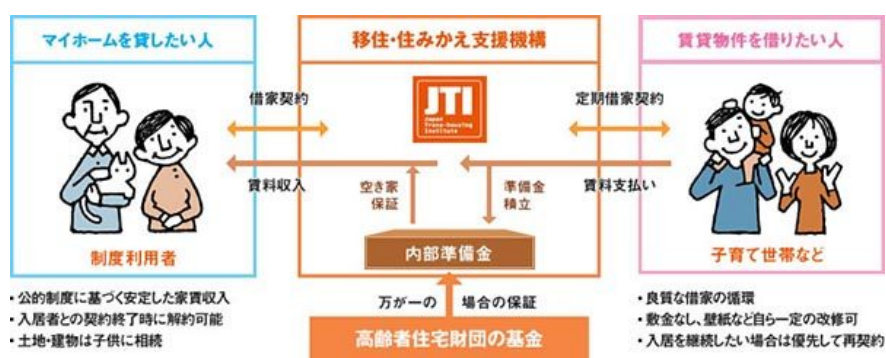 マイホームを貸したい人
移住・住みかえ支援機構
賃貸物件を借りたい人
借家契約
JTI
Japan
Trans-housing
Institute
定期借家契約
賃料収入
空き家
保証
準備金
積立
賃料支払い
制度利用者
内部準備金
子育て世帯など
・公的制度に基づく安定した家賃収入
・入居者との契約終了時に解約可能
・土地・建物は子供に相続
万が一の 場合の保証
高齢者住宅財団の基金
・良質な借家の循環
・敷金なし、壁紙など自ら一定の改修可
・入居を継続したい場合は優先して再契約